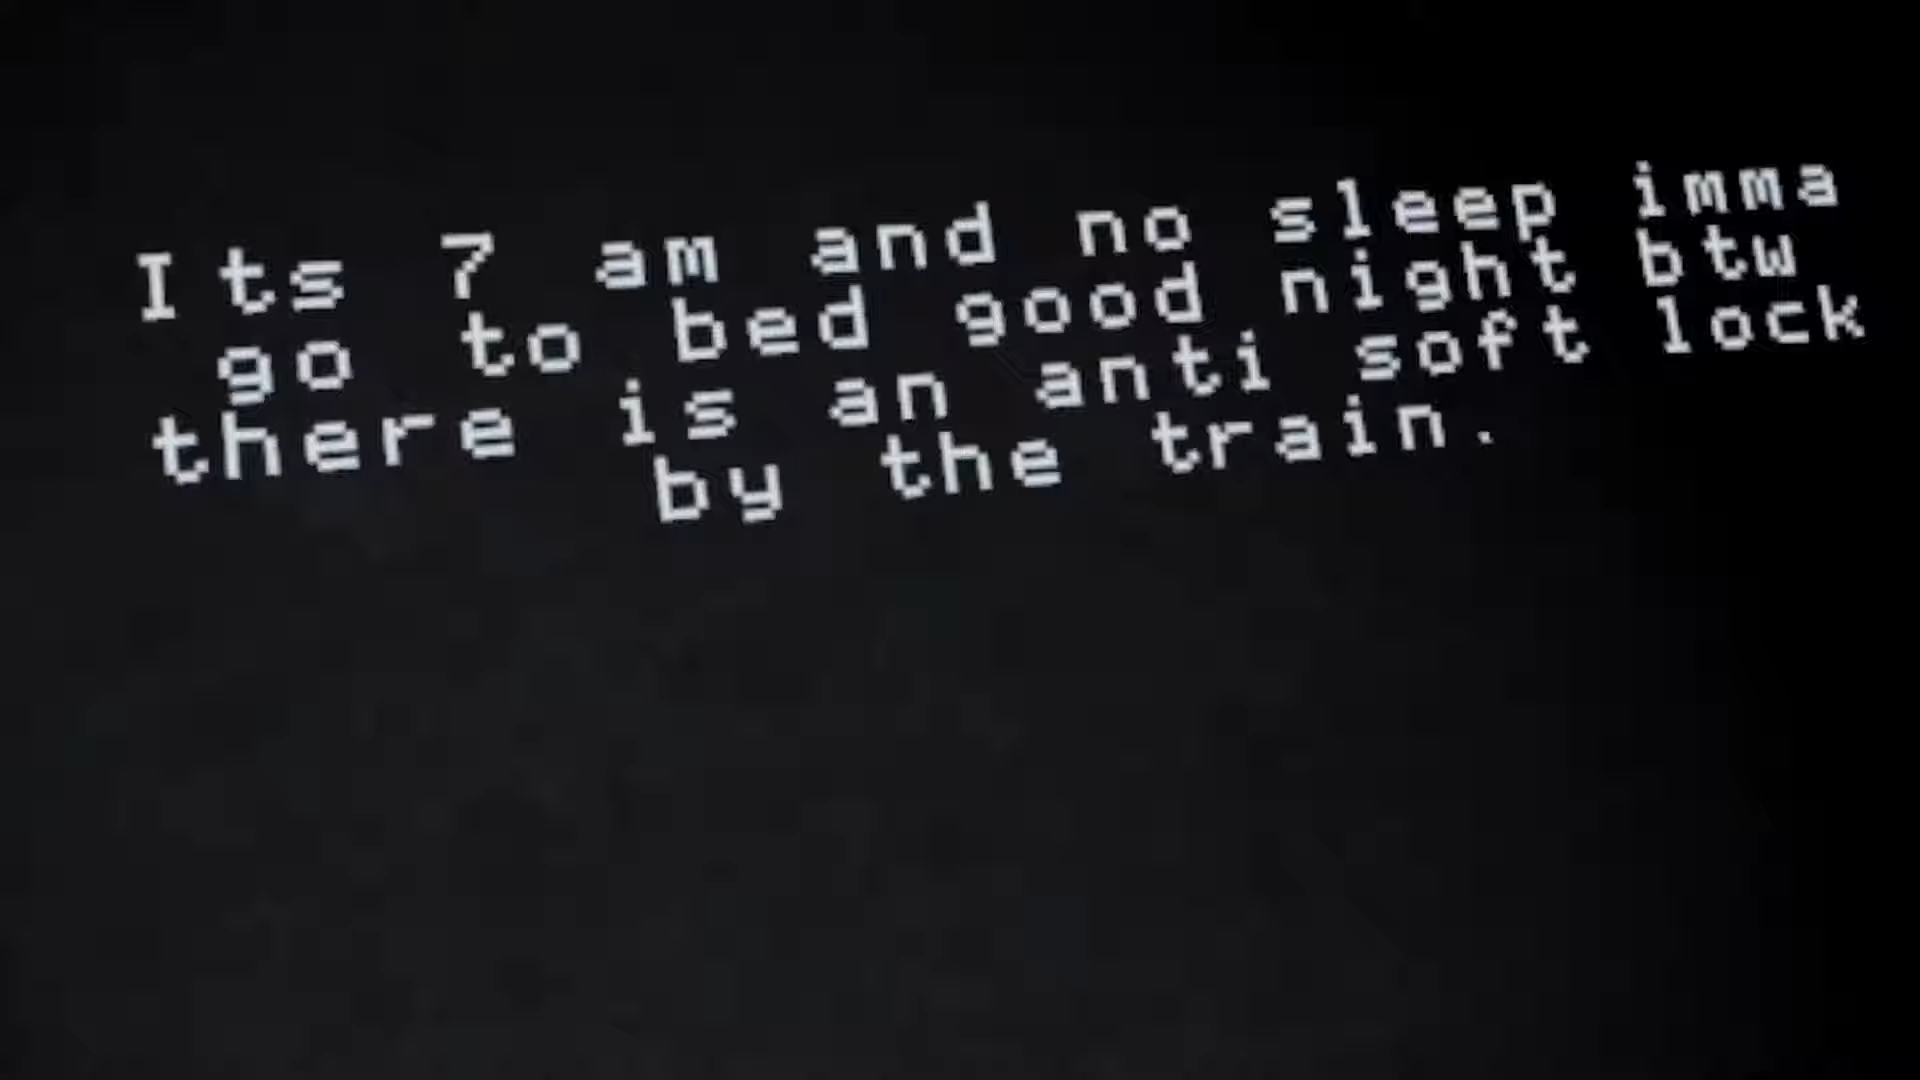 Its 7 am and no sleep imma
go to bed good night btw
there is an anti soft lock
by the train.